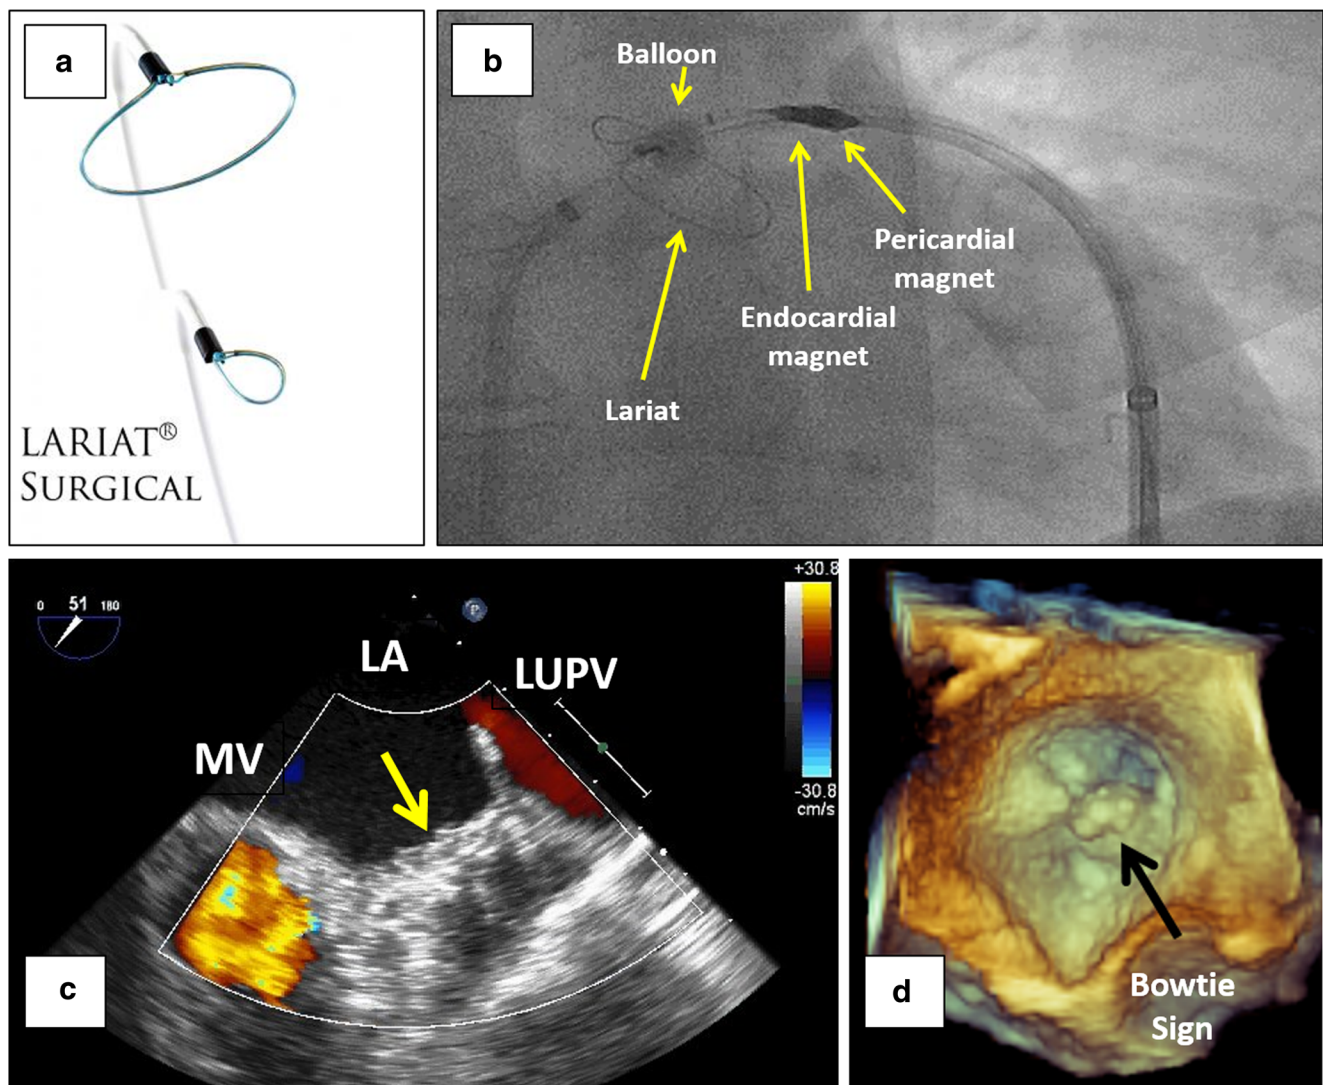 a
LARIAT®
SURGICAL
b
Balloon
Pericardial
magnet
Endocardial
magnet
Lariat
c
0 51 180
P
LA
LUPV
MV
+30.8
-30.8
cm/s
d
Bowtie
Sign